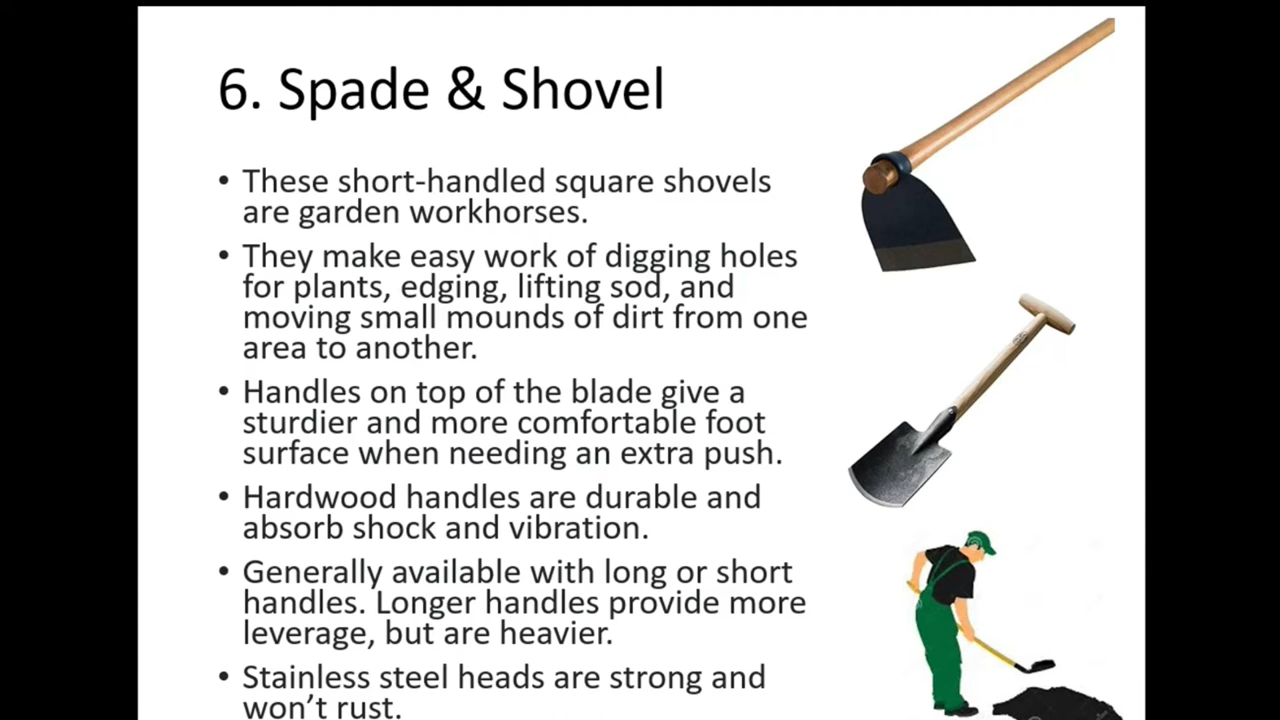 6. Spade & Shovel
• These short-handled square shovels
are garden workhorses.
• They make easy work of digging holes
for plants, edging, lifting sod, and
moving small mounds of dirt from one
area to another.
• Handles on top of the blade give a
sturdier and more comfortable foot
surface when needing an extra push.
• Hardwood handles are durable and
absorb shock and vibration.
• Generally available with long or short
handles. Longer handles provide more
leverage, but are heavier.
• Stainless steel heads are strong and
won’t rust.